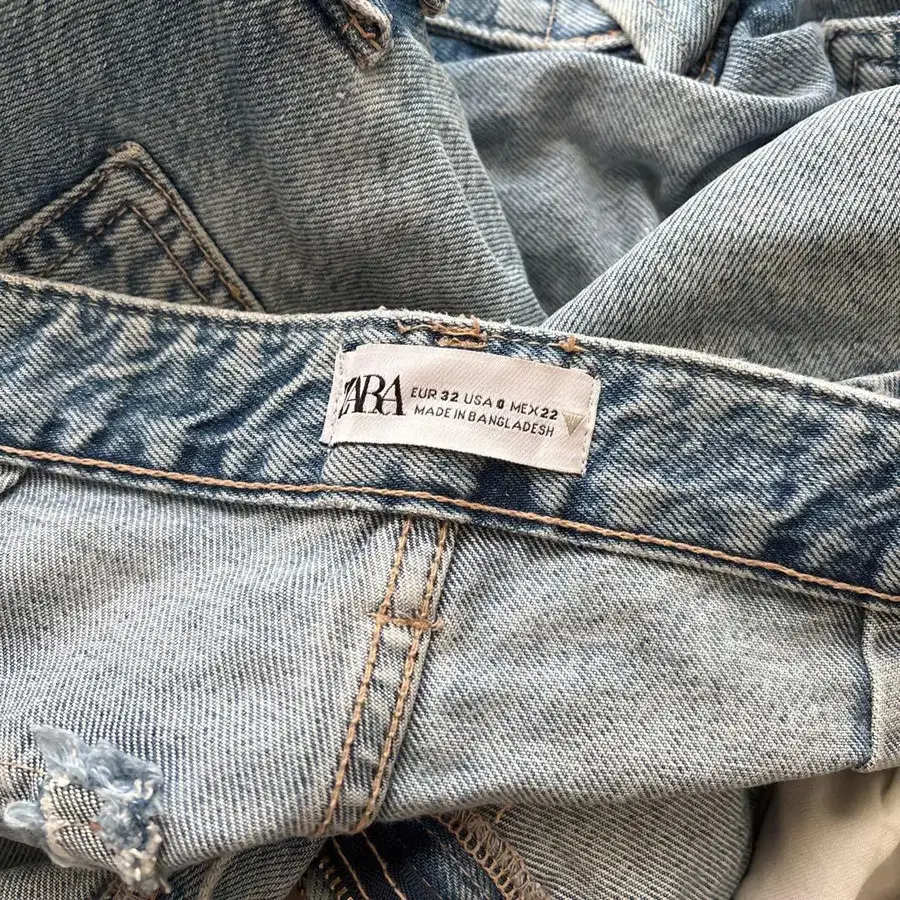 ZARA EUR 32 USA 0 MEX 22
MADE IN BANGLADESH